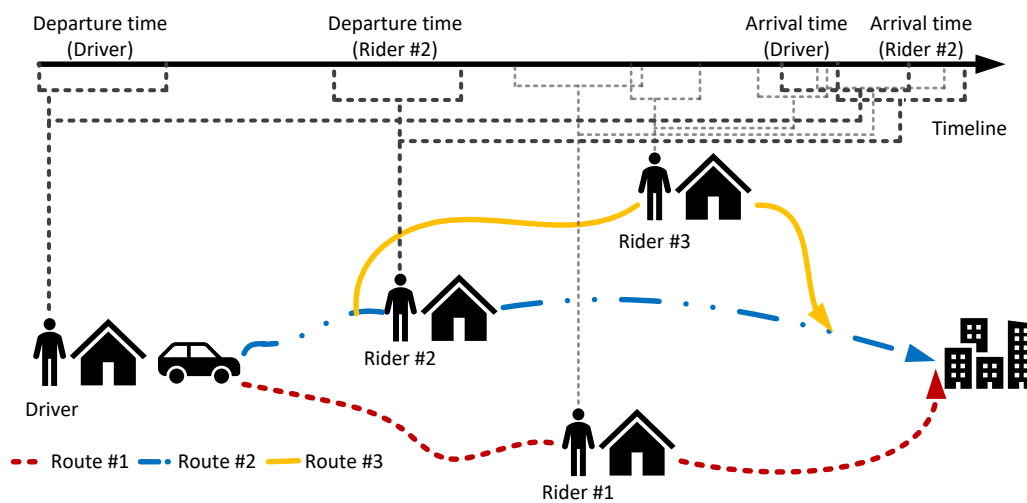 Departure time
(Driver)
Departure time
(Rider #2)
Arrival time
(Driver)
Arrival time
(Rider #2)
Timeline
Rider #3
Rider #2
Driver
Route #1
Route #2
Route #3
Rider #1